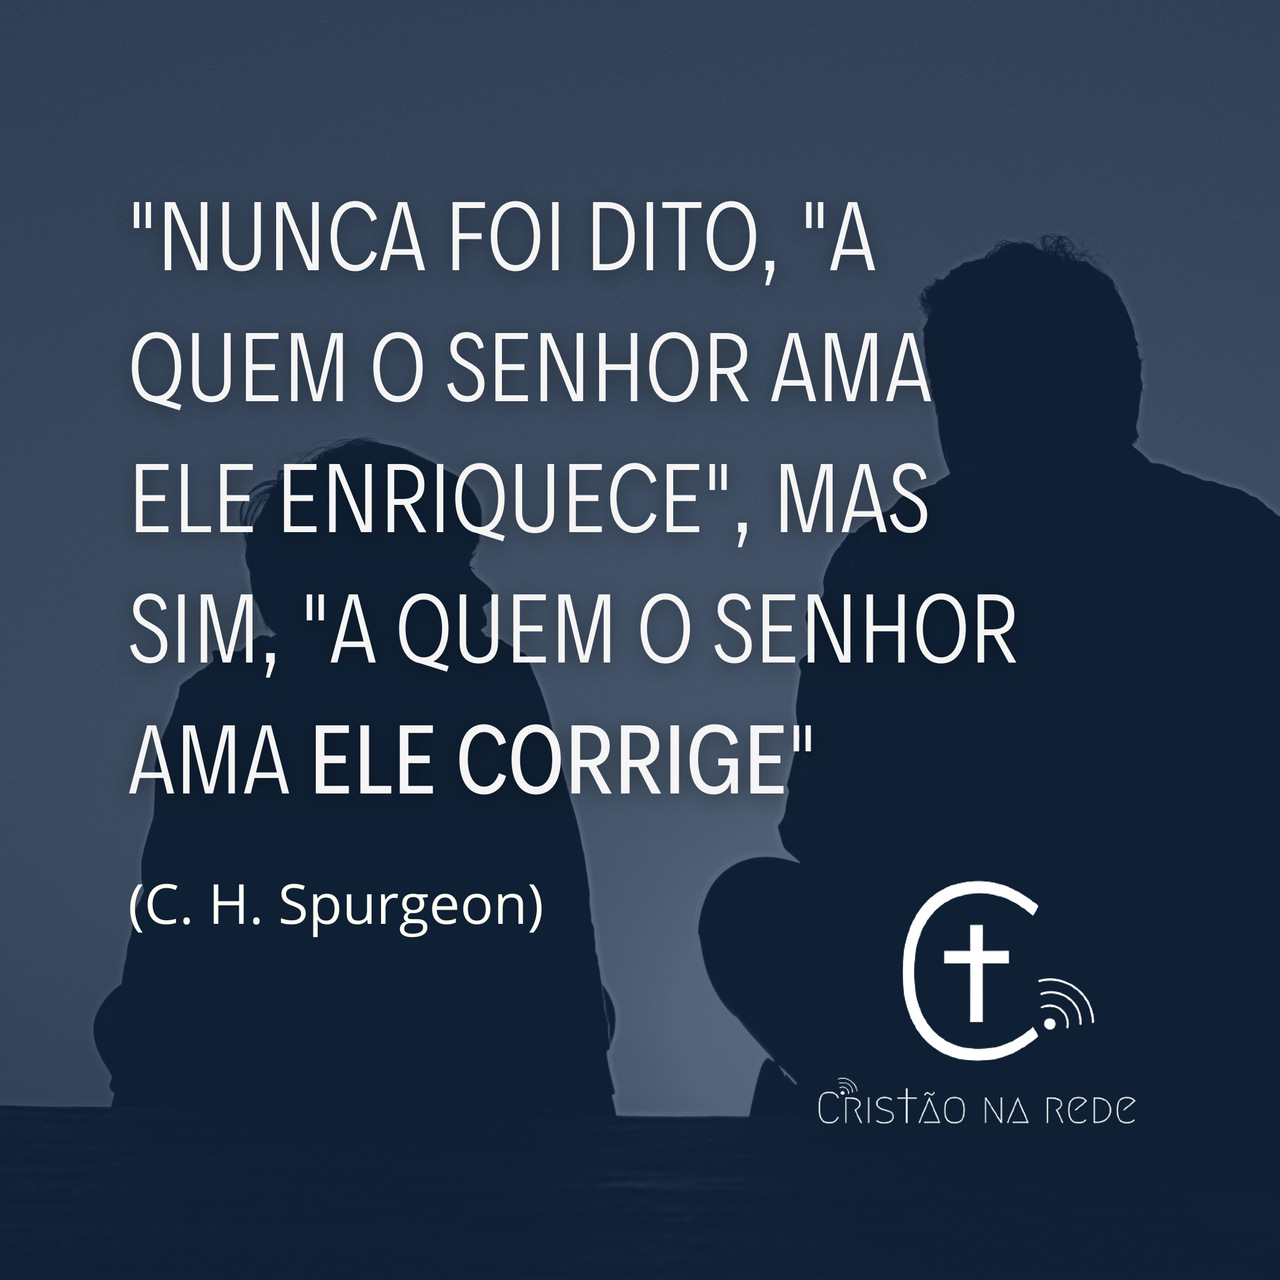 "NUNCA FOI DITO, "A
QUEM O SENHOR AMA
ELE ENRIQUECE", MAS
SIM, "A QUEM O SENHOR
AMA ELE CORRIGE"
(C. H. Spurgeon)
CRISTÃO NA REDE